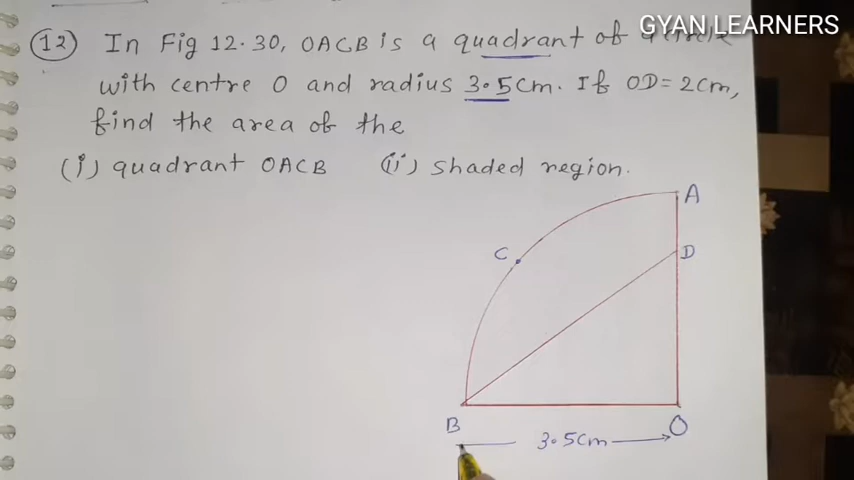 GYAN LEARNERS
(12) In Fig 12.30, OACB is a quadrant of a circle
with centre O and radius 3.5cm. If OD = 2cm,
find the area of the
(i) quadrant OACB (ii) shaded region.
A
C
D
B
O
3.5cm